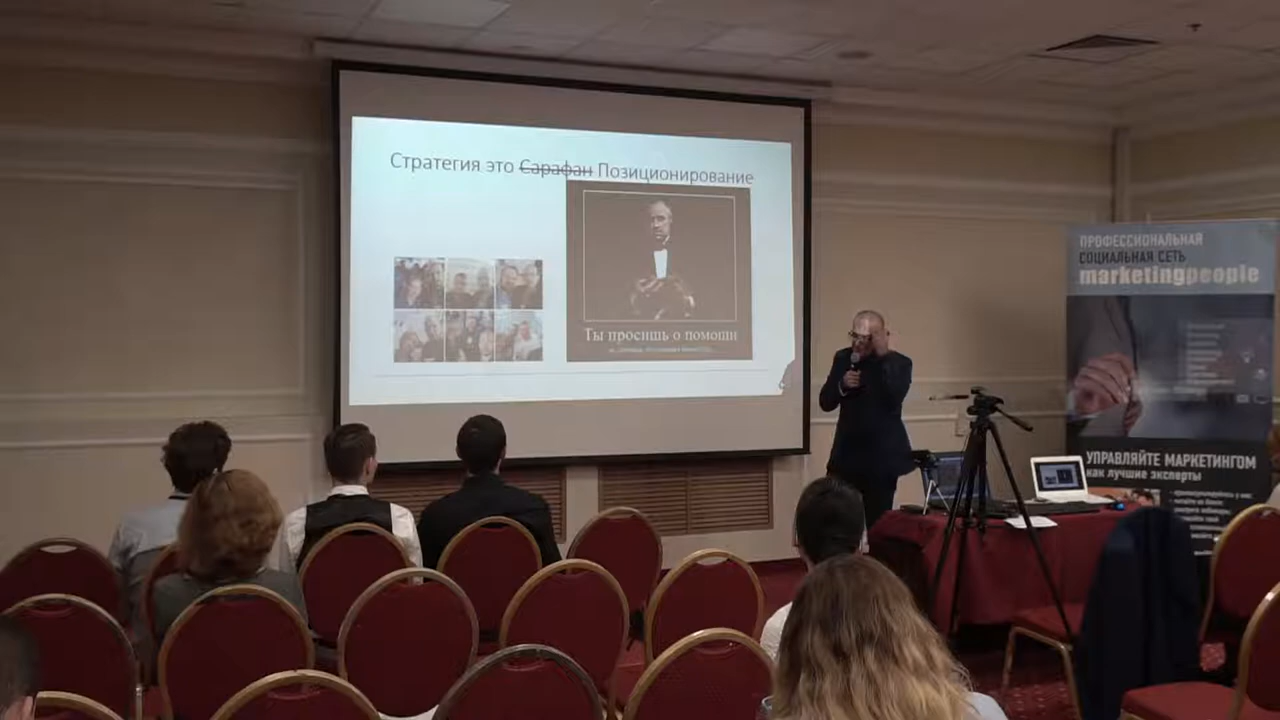 Стратегия это Сарафан Позиционирование
Ты просишь о помощи
ПРОФЕССИОНАЛЬНАЯ
СОЦИАЛЬНАЯ СЕТЬ
marketingpeople
УПРАВЛЯЙТЕ МАРКЕТИНГОМ
как лучшие эксперты